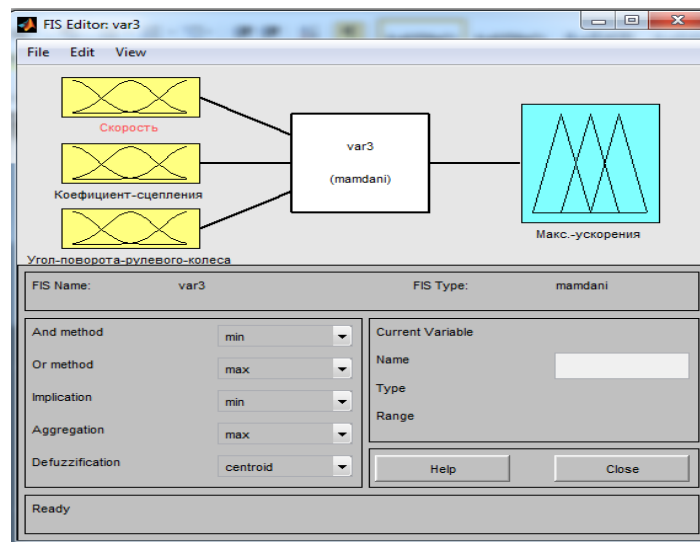 FIS Editor: var3
File Edit View
Скорость
Коефициент-сцепления
Угол-поворота-рулевого-колеса
var3
(mamdani)
Макс.-ускорения
FIS Name: var3 FIS Type: mamdani
And method min
Or method max
Implication min
Aggregation max
Defuzzification centroid
Current Variable
Name
Type
Range
Help Close
Ready